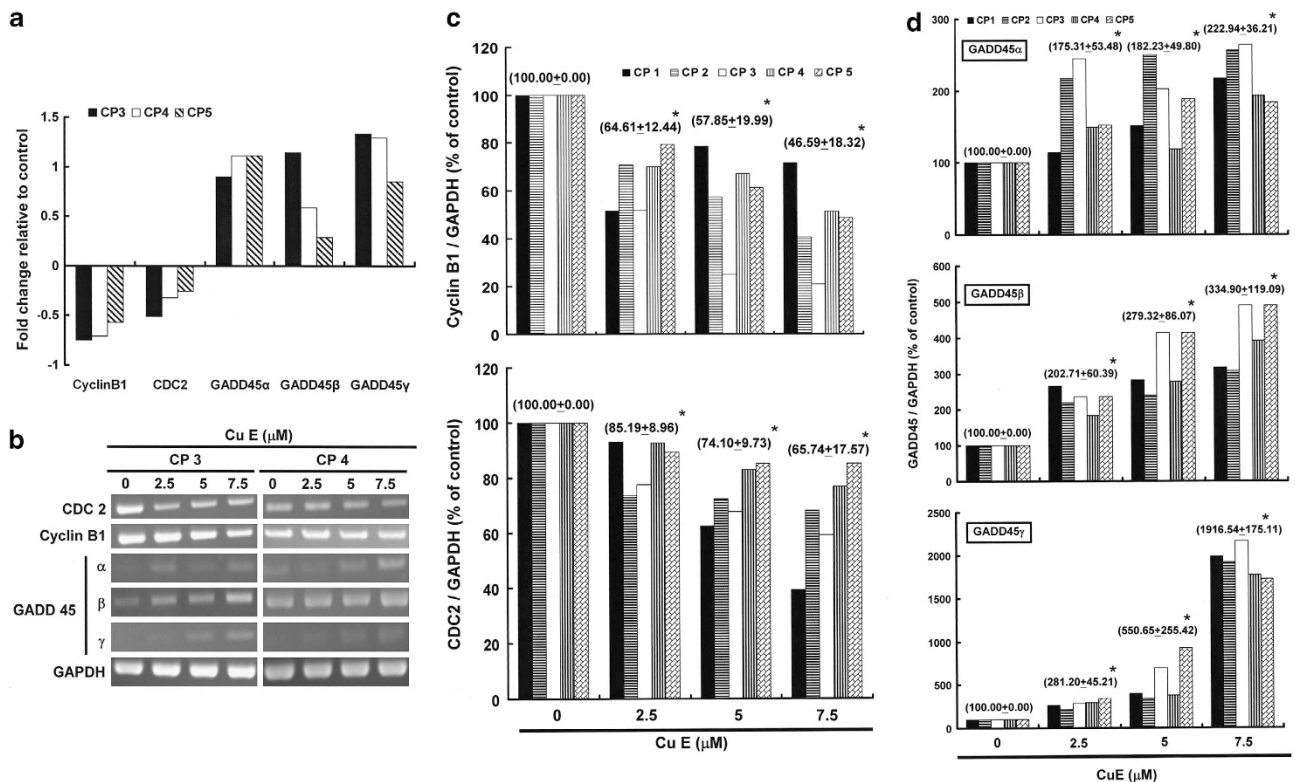 a
CP3 CP4 CP5
Fold change relative to control
1.5
1
0.5
0
-0.5
-1
CyclinB1 CDC2 GADD45α GADD45β GADD45γ
b
Cu E (μM)
CP 3 CP 4
0 2.5 5 7.5 0 2.5 5 7.5
CDC 2
Cyclin B1
GADD 45
α
β
γ
GAPDH
c
Cyclin B1 / GAPDH (% of control)
120
100
80
60
40
20
0
CP 1 CP 2 CP 3 CP 4 CP 5
(100.00±0.00)
(64.61±12.44) *
(57.85±19.99) *
(46.59±18.32) *
CDC2 / GAPDH (% of control)
120
100
80
60
40
20
0
(100.00±0.00)
(85.19±8.96) *
(74.10±9.73) *
(65.74±17.57) *
0 2.5 5 7.5
Cu E (μM)
d
CP1 CP2 CP3 CP4 CP5
GADD45α
300
200
100
0
(100.00±0.00)
(175.31±53.48) *
(182.23±49.80) *
(222.94±36.21) *
GADD45 / GAPDH (% of control)
GADD45β
600
500
400
300
200
100
0
(100.00±0.00)
(202.71±60.39) *
(279.32±86.07) *
(334.90±119.09) *
GADD45γ
2500
2000
1500
1000
500
0
(100.00±0.00)
(281.20±45.21) *
(550.65±255.42) *
(1916.54±175.11) *
0 2.5 5 7.5
CuE (μM)